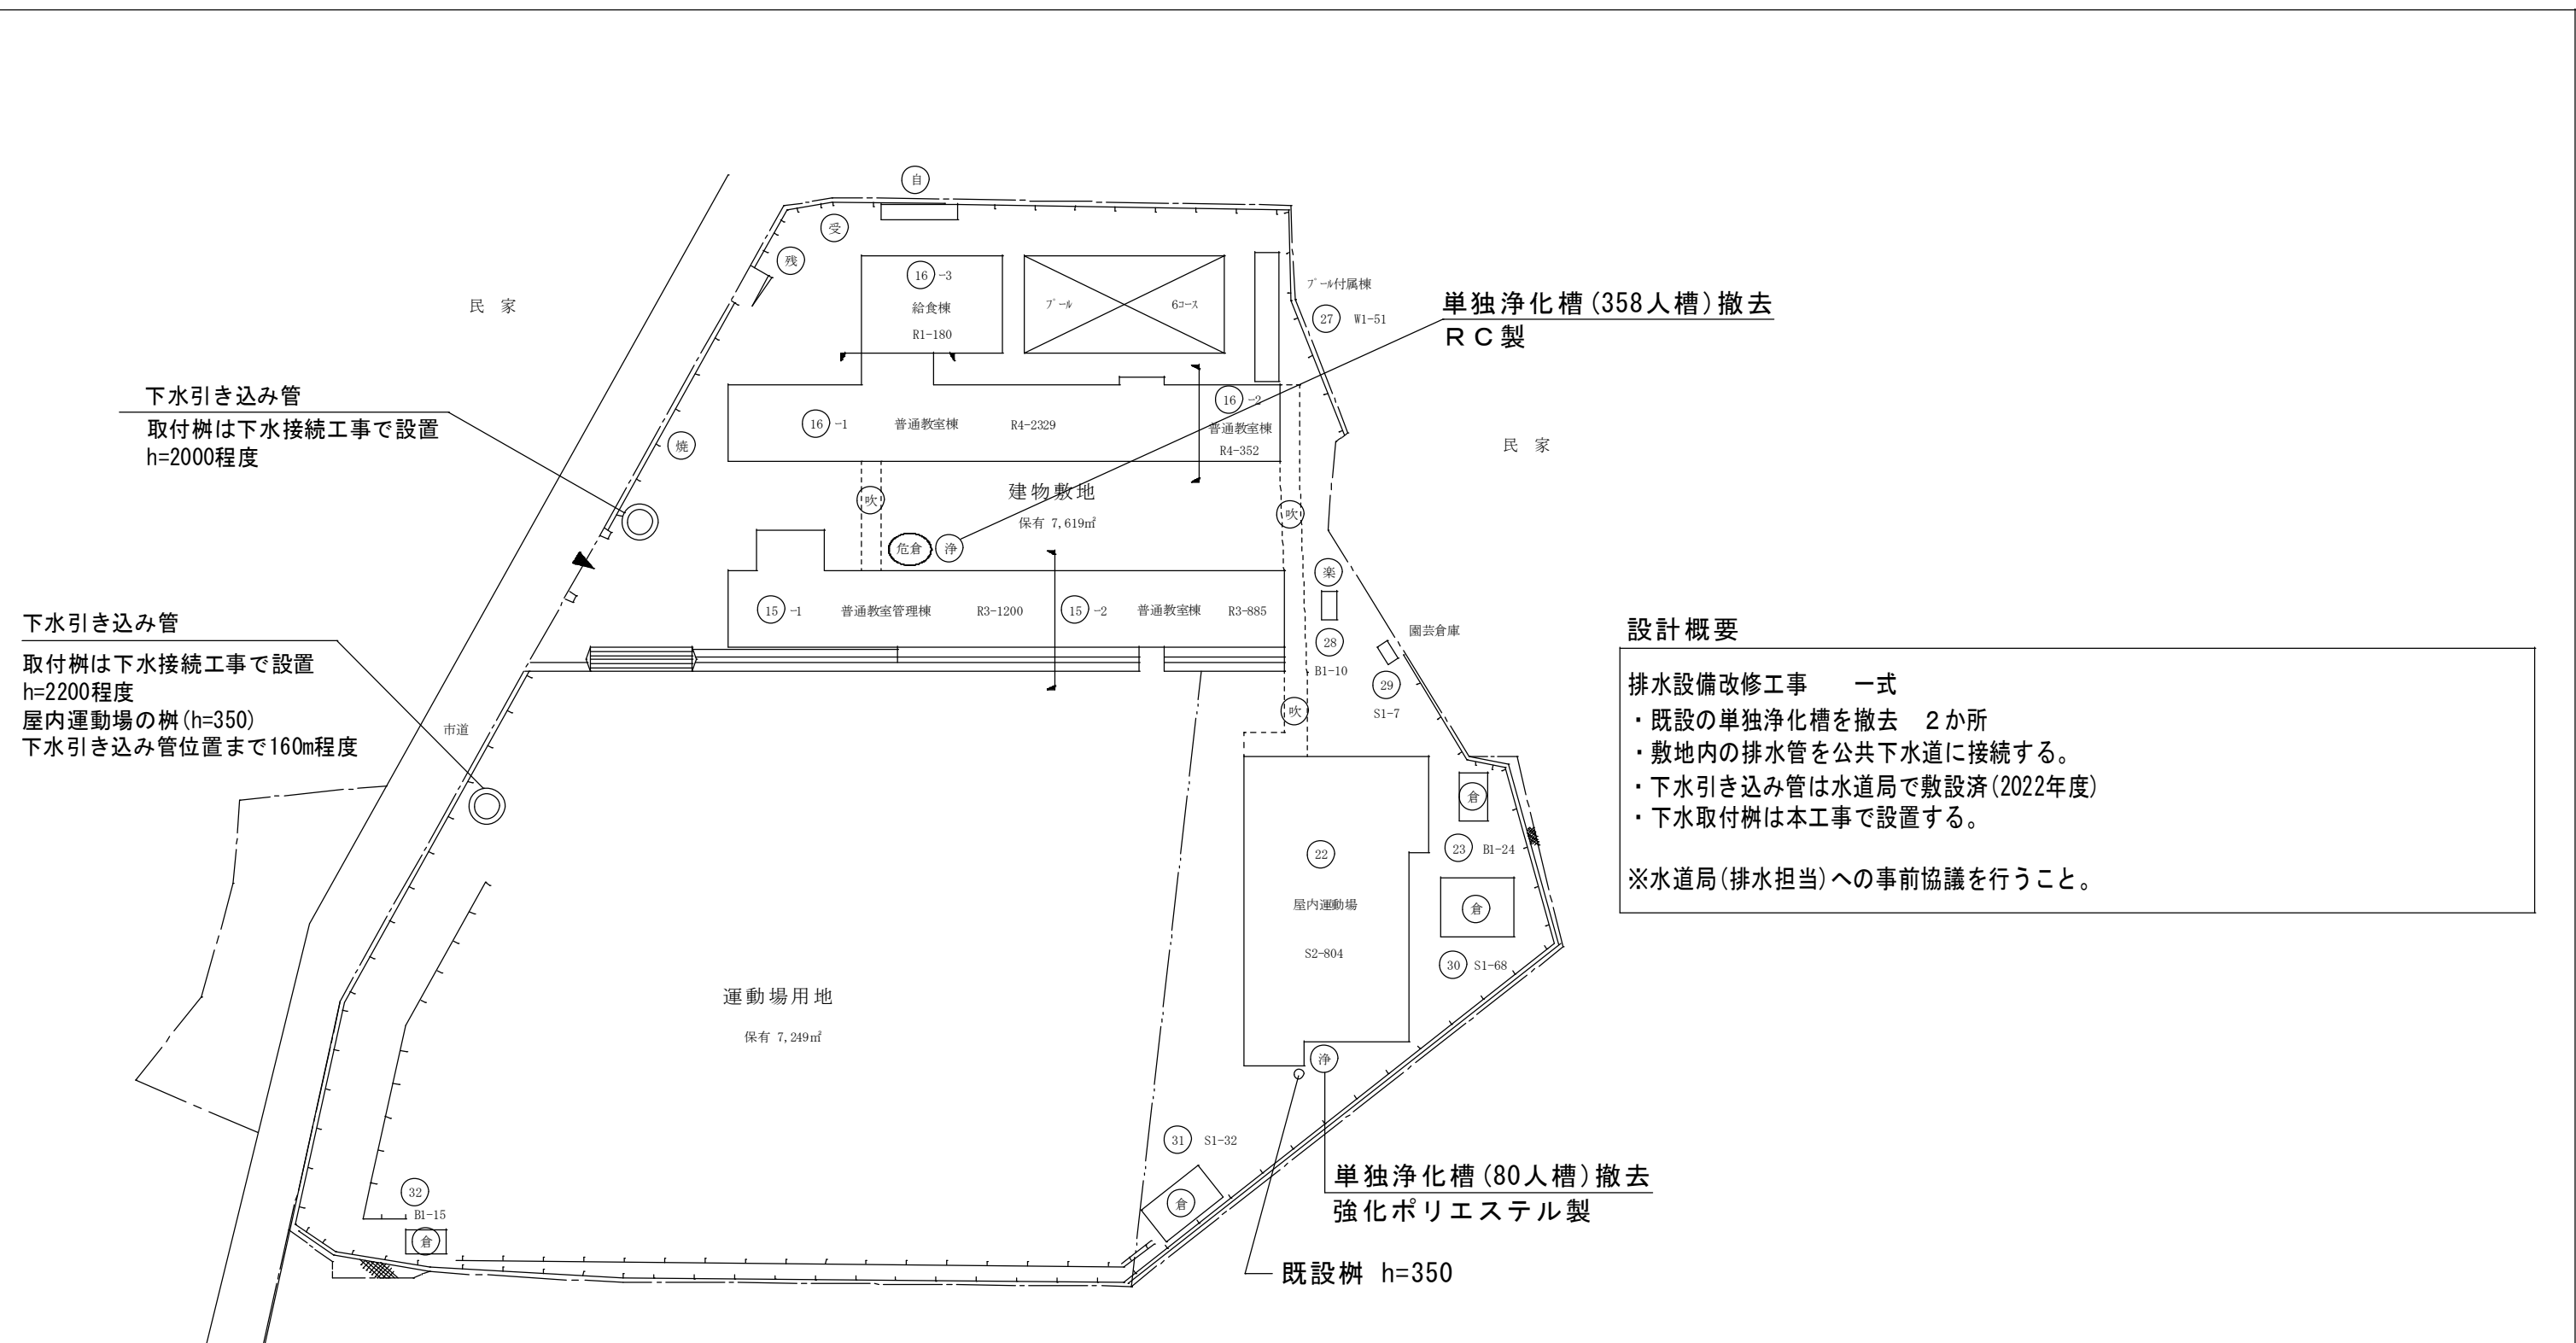 自
受
残
民 家
16 -3
給食棟
R1-180
プール
6コース
プール付属棟
27 W1-51
単独浄化槽(358人槽)撤去
RC製
下水引き込み管
取付桝は下水接続工事で設置
h=2000程度
焼
16 -1 普通教室棟 R4-2329
16 -2
普通教室棟
R4-352
民 家
吹
建物敷地
保有 7,619㎡
吹
危倉
浄
楽
15 -1 普通教室管理棟 R3-1200
15 -2 普通教室棟 R3-885
28
B1-10
園芸倉庫
29
S1-7
吹
下水引き込み管
取付桝は下水接続工事で設置
h=2200程度
屋内運動場の桝(h=350)
下水引き込み管位置まで160m程度
市道
設計概要
排水設備改修工事 一式
・既設の単独浄化槽を撤去 2か所
・敷地内の排水管を公共下水道に接続する。
・下水引き込み管は水道局で敷設済(2022年度)
・下水取付桝は本工事で設置する。
※水道局(排水担当)への事前協議を行うこと。
倉
23 B1-24
22
屋内運動場
S2-804
倉
30 S1-68
運動場用地
保有 7,249㎡
浄
31 S1-32
倉
単独浄化槽(80人槽)撤去
強化ポリエステル製
既設桝 h=350
32
B1-15
倉